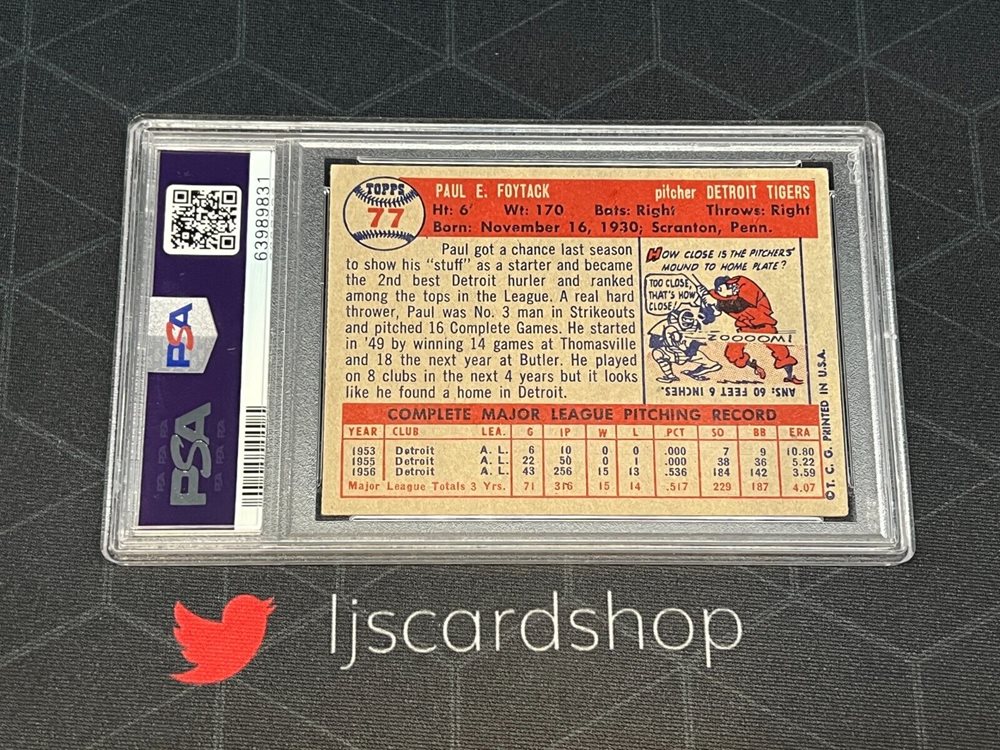 63989831
PSA
PSA
TOPPS
77
PAUL E. FOYTACK pitcher DETROIT TIGERS
Ht: 6' Wt: 170 Bats: Right Throws: Right
Born: November 16, 1930; Scranton, Penn.
Paul got a chance last season
to show his "stuff" as a starter and became
the 2nd best Detroit hurler and ranked
among the tops in the League. A real hard
thrower, Paul was No. 3 man in Strikeouts
and pitched 16 Complete Games. He started
in '49 by winning 14 games at Thomasville
and 18 the next year at Butler. He played
on 8 clubs in the next 4 years but it looks
like he found a home in Detroit.
HOW CLOSE IS THE PITCHERS'
MOUND TO HOME PLATE?
TOO CLOSE,
THAT'S HOW
CLOSE!
ZOOOOWI
ANS: 60 FEET 6 INCHES.
COMPLETE MAJOR LEAGUE PITCHING RECORD
YEAR CLUB LEA. G IP W L PCT SO BB ERA
1953 Detroit A. L. 6 10 0 0 .000 7 9 10.80
1955 Detroit A. L. 22 50 0 1 .000 38 36 5.22
1956 Detroit A. L. 43 256 15 13 .536 184 142 3.59
Major League Totals 3 Yrs. 71 316 15 14 .517 229 187 4.07
© T. C. G. PRINTED IN U.S.A.
ljscardshop